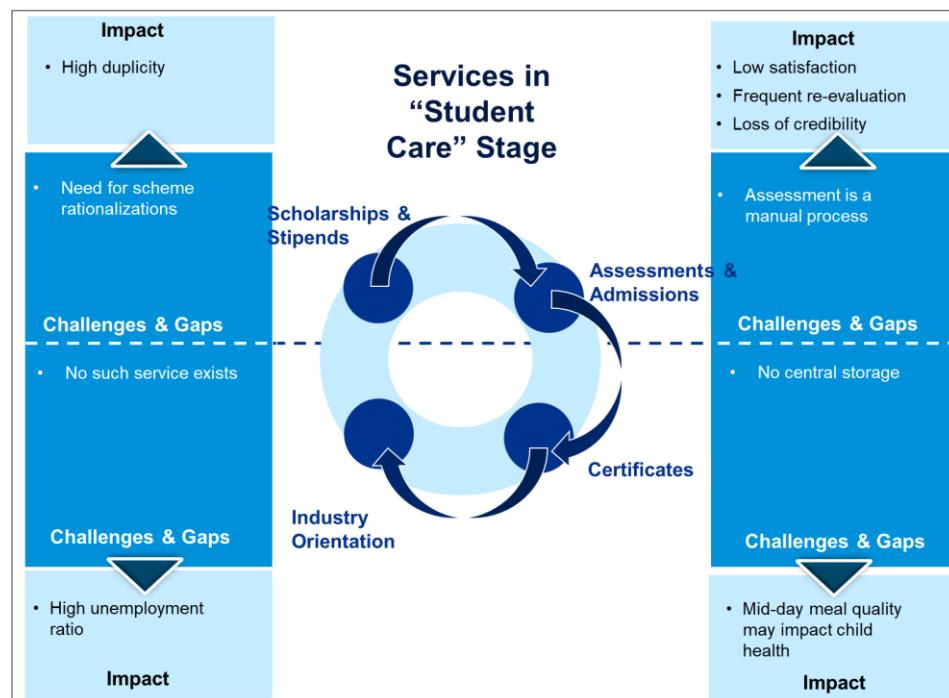 Impact
• High duplicity
• Need for scheme
rationalizations
Challenges & Gaps
• No such service exists
Challenges & Gaps
• High unemployment
ratio
Impact
Services in
“Student
Care” Stage
Scholarships &
Stipends
Assessments &
Admissions
Certificates
Industry
Orientation
Impact
• Low satisfaction
• Frequent re-evaluation
• Loss of credibility
• Assessment is a
manual process
Challenges & Gaps
• No central storage
Challenges & Gaps
• Mid-day meal quality
may impact child
health
Impact